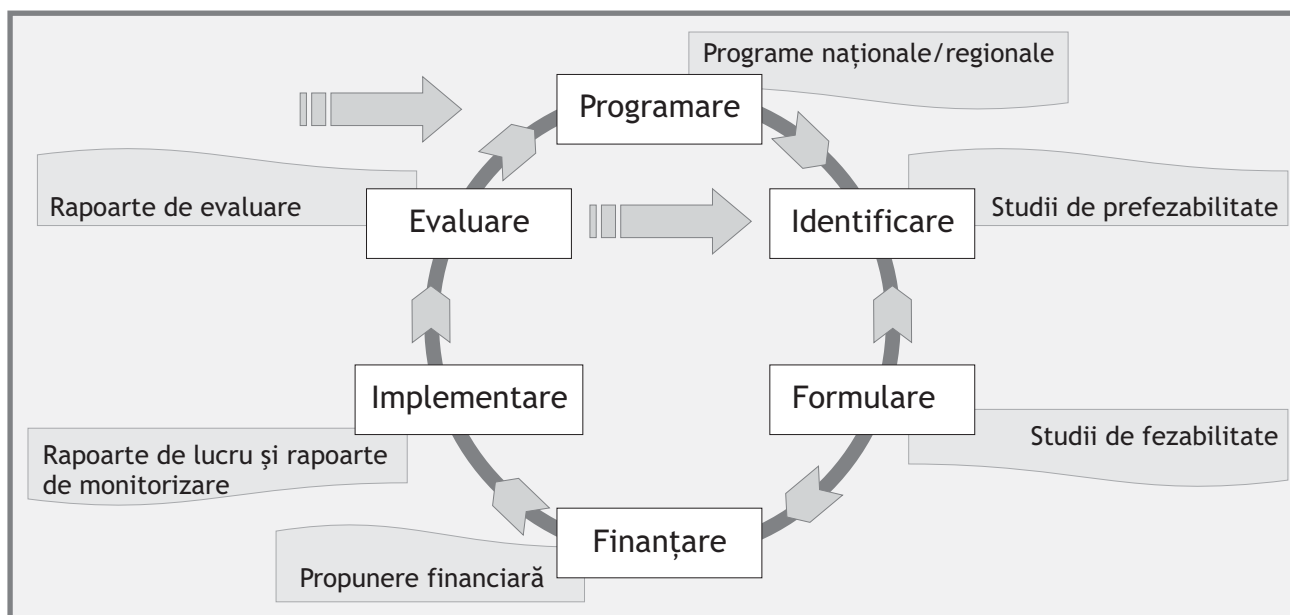 Programe naționale/regionale
Programare
Rapoarte de evaluare
Evaluare
Identificare
Studii de prefezabilitate
Implementare
Formulare
Rapoarte de lucru și rapoarte
de monitorizare
Studii de fezabilitate
Finanțare
Propunere financiară